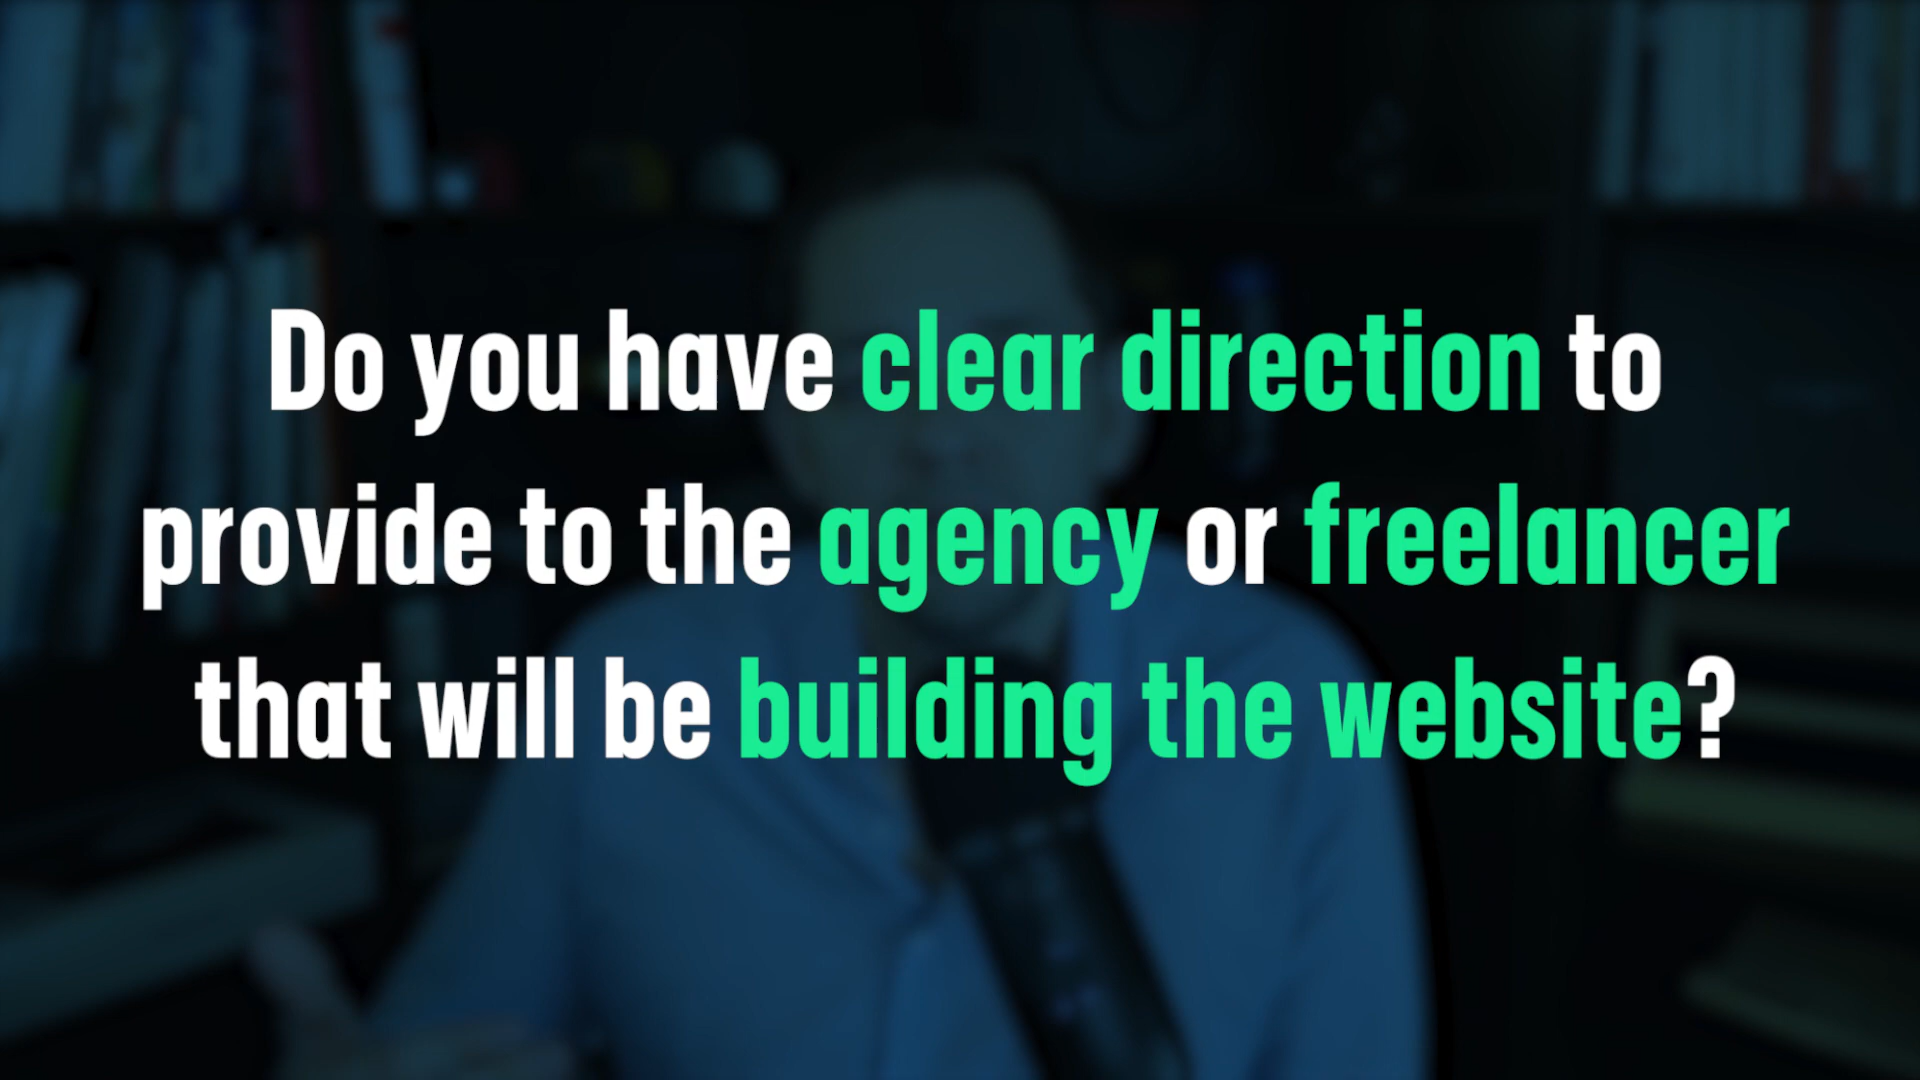 Do you have clear direction to
provide to the agency or freelancer
that will be building the website?